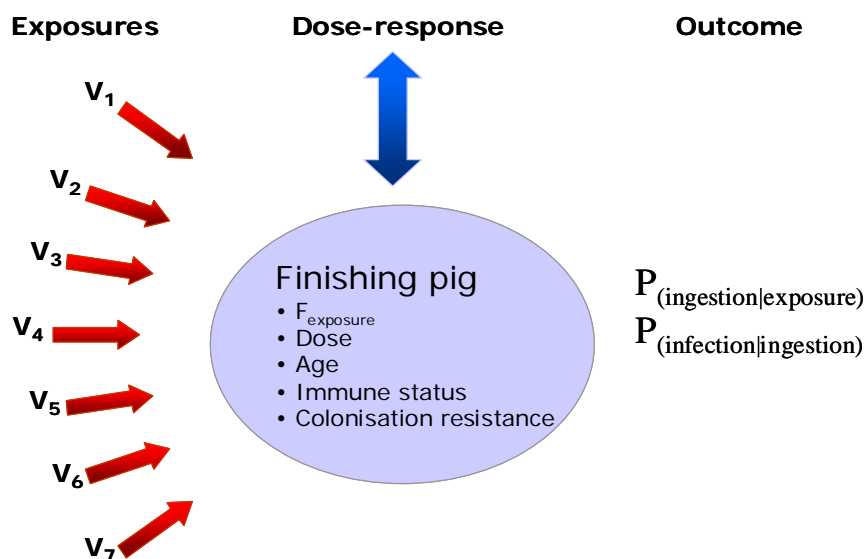 Exposures Dose-response Outcome
V1
V2
V3
V4
V5
V6
V7
Finishing pig
• Fexposure
• Dose
• Age
• Immune status
• Colonisation resistance
P(ingestion|exposure)
P(infection|ingestion)